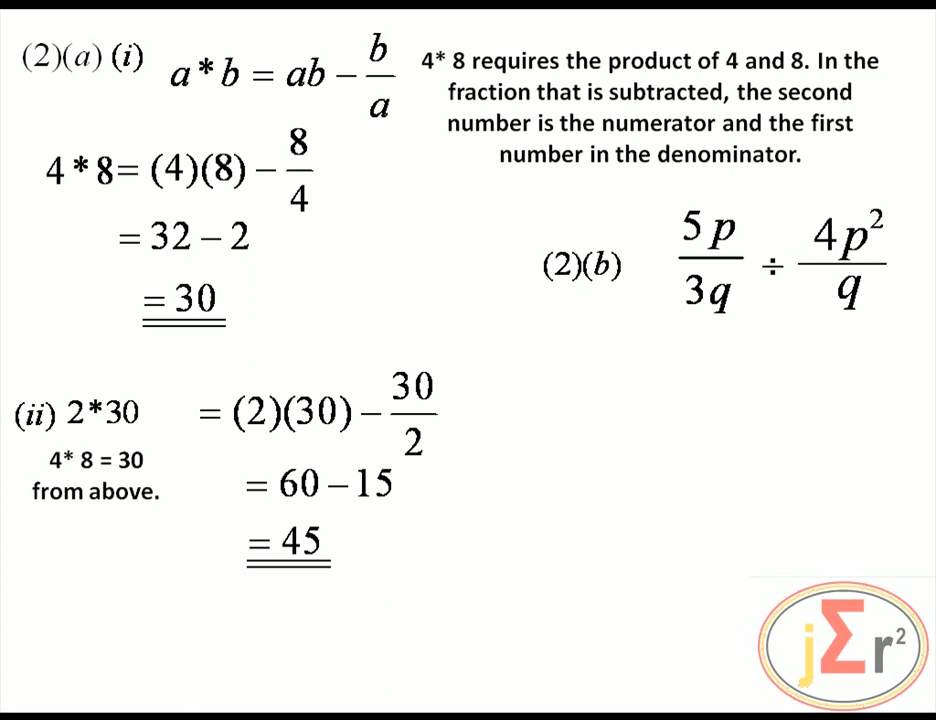 (2)(a) (i) a * b = ab − b/a
4 * 8= (4)(8) − 8/4
= 32 − 2
= 30
4* 8 requires the product of 4 and 8. In the
fraction that is subtracted, the second
number is the numerator and the first
number in the denominator.
(2)(b) 5p/3q ÷ 4p²/q
(ii) 2*30 = (2)(30) − 30/2
4* 8 = 30
from above.
= 60 − 15
= 45
jΣr²